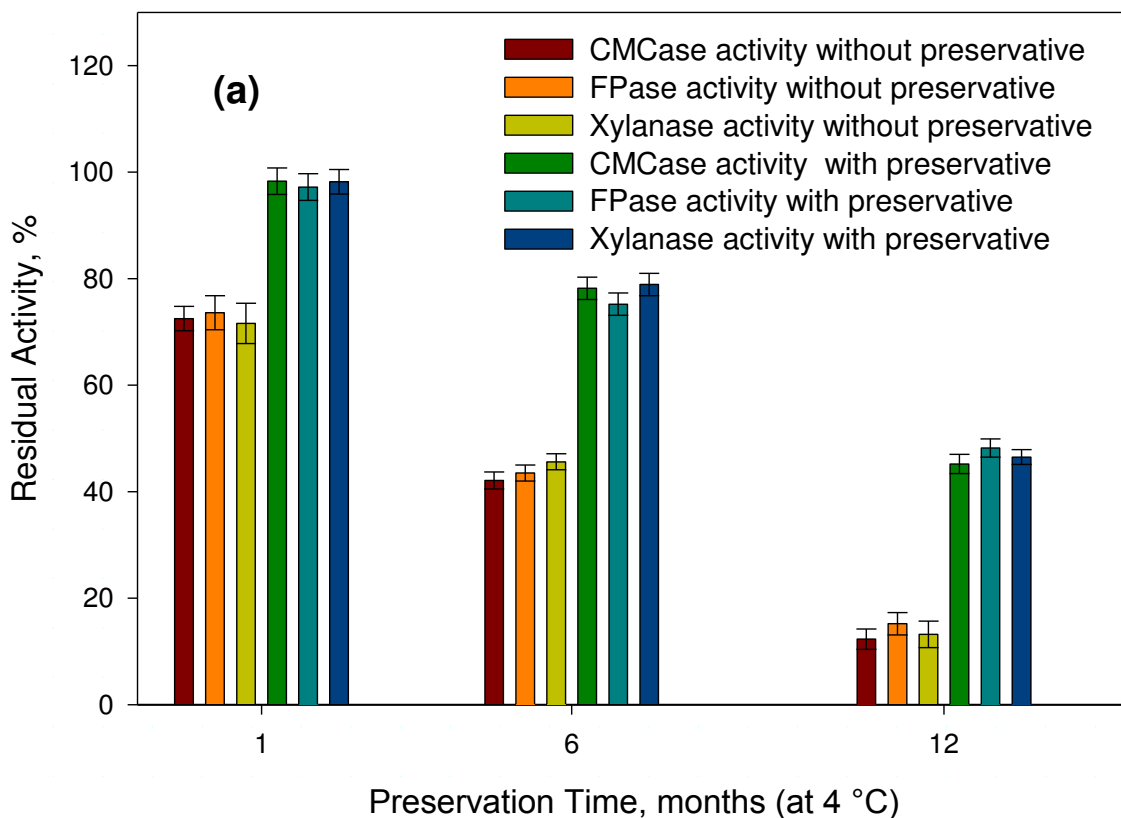 (a)
CMCase activity without preservative
FPase activity without preservative
Xylanase activity without preservative
CMCase activity  with preservative
FPase activity with preservative
Xylanase activity with preservative
Residual Activity, %
120
100
80
60
40
20
0
1 6 12
Preservation Time, months (at 4 °C)